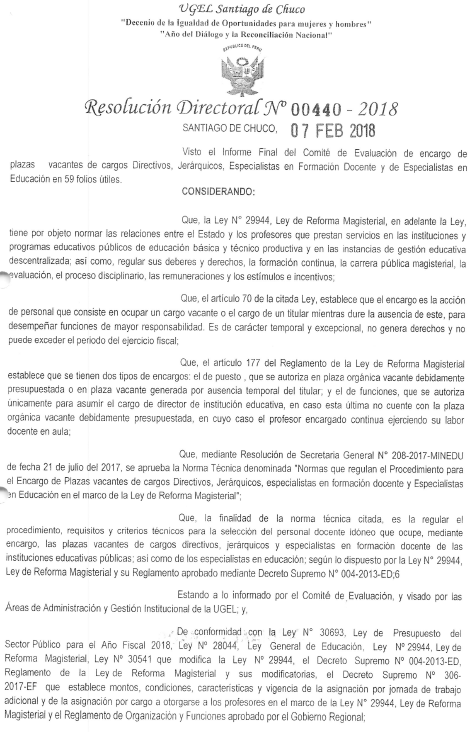 UGEL Santiago de Chuco
"Decenio de la Igualdad de Oportunidades para mujeres y hombres"
"Año del Diálogo y la Reconciliación Nacional"
REPUBLICA DEL PERU
Resolución Directoral Nº 00440 - 2018
SANTIAGO DE CHUCO, 07 FEB 2018
Visto el Informe Final del Comité de Evaluación de encargo de
plazas vacantes de cargos Directivos, Jerárquicos, Especialistas en Formación Docente y de Especialistas en
Educación en 59 folios útiles.
CONSIDERANDO:
Que, la Ley N° 29944, Ley de Reforma Magisterial, en adelante la Ley,
tiene por objeto normar las relaciones entre el Estado y los profesores que prestan servicios en las instituciones y
programas educativos públicos de educación básica y técnico productiva y en las instancias de gestión educativa
descentralizada; así como, regular sus deberes y derechos, la formación continua, la carrera pública magisterial, la
evaluación, el proceso disciplinario, las remuneraciones y los estímulos e incentivos;
Que, el artículo 70 de la citada Ley, establece que el encargo es la acción
de personal que consiste en ocupar un cargo vacante o el cargo de un titular mientras dure la ausencia de este, para
desempeñar funciones de mayor responsabilidad. Es de carácter temporal y excepcional, no genera derechos y no
puede exceder el periodo del ejercicio fiscal;
Que, el articulo 177 del Reglamento de la Ley de Reforma Magisterial
establece que se tienen dos tipos de encargos: el de puesto , que se autoriza en plaza orgánica vacante debidamente
presupuestada o en plaza vacante generada por ausencia temporal del titular; y el de funciones, que se autoriza
únicamente para asumir el cargo de director de institución educativa, en caso esta última no cuente con la plaza
orgánica vacante debidamente presupuestada, en cuyo caso el profesor encargado continua ejerciendo su labor
docente en aula;
Que, mediante Resolución de Secretaria General N° 208-2017-MINEDU
de fecha 21 de julio del 2017, se aprueba la Norma Técnica denominada "Normas que regulan el Procedimiento para
el Encargo de Plazas vacantes de cargos Directivos, Jerárquicos, especialistas en formación docente y Especialistas
en Educación en el marco de la Ley de Reforma Magisterial";
Que, la finalidad de la norma técnica citada, es la regular el
procedimiento, requisitos y criterios técnicos para la selección del personal docente idóneo que ocupe, mediante
encargo, las plazas vacantes de cargos directivos, jerárquicos y especialistas en formación docente de las
instituciones educativas públicas; asi como de los especialistas en educación; según lo dispuesto por la Ley N° 29944,
Ley de Reforma Magisterial y su Reglamento aprobado mediante Decreto Supremo N° 004-2013-ED;6
Estando a lo informado por el Comité de Evaluación, y visado por las
Áreas de Administración y Gestión Institucional de la UGEL; y,
De conformidad con la Ley N° 30693, Ley de Presupuesto del
Sector Público para el Año Fiscal 2018, Ley Nº 28044, Ley General de Educación, Ley Nº 29944, Ley de
Reforma Magisterial, Ley Nº 30541 que modifica la Ley N° 29944, el Decreto Supremo Nº 004-2013-ED,
Reglamento de la Ley de Reforma Magisterial y sus modificatorias, el Decreto Supremo N° 306-
2017-EF que establece montos, condiciones, características y vigencia de la asignación por jornada de trabajo
adicional y de la asignación por cargo a otorgarse a los profesores en el marco de la Ley N° 29944, Ley de Reforma
Magisterial y el Reglamento de Organización y Funciones aprobado por el Gobierno Regional;